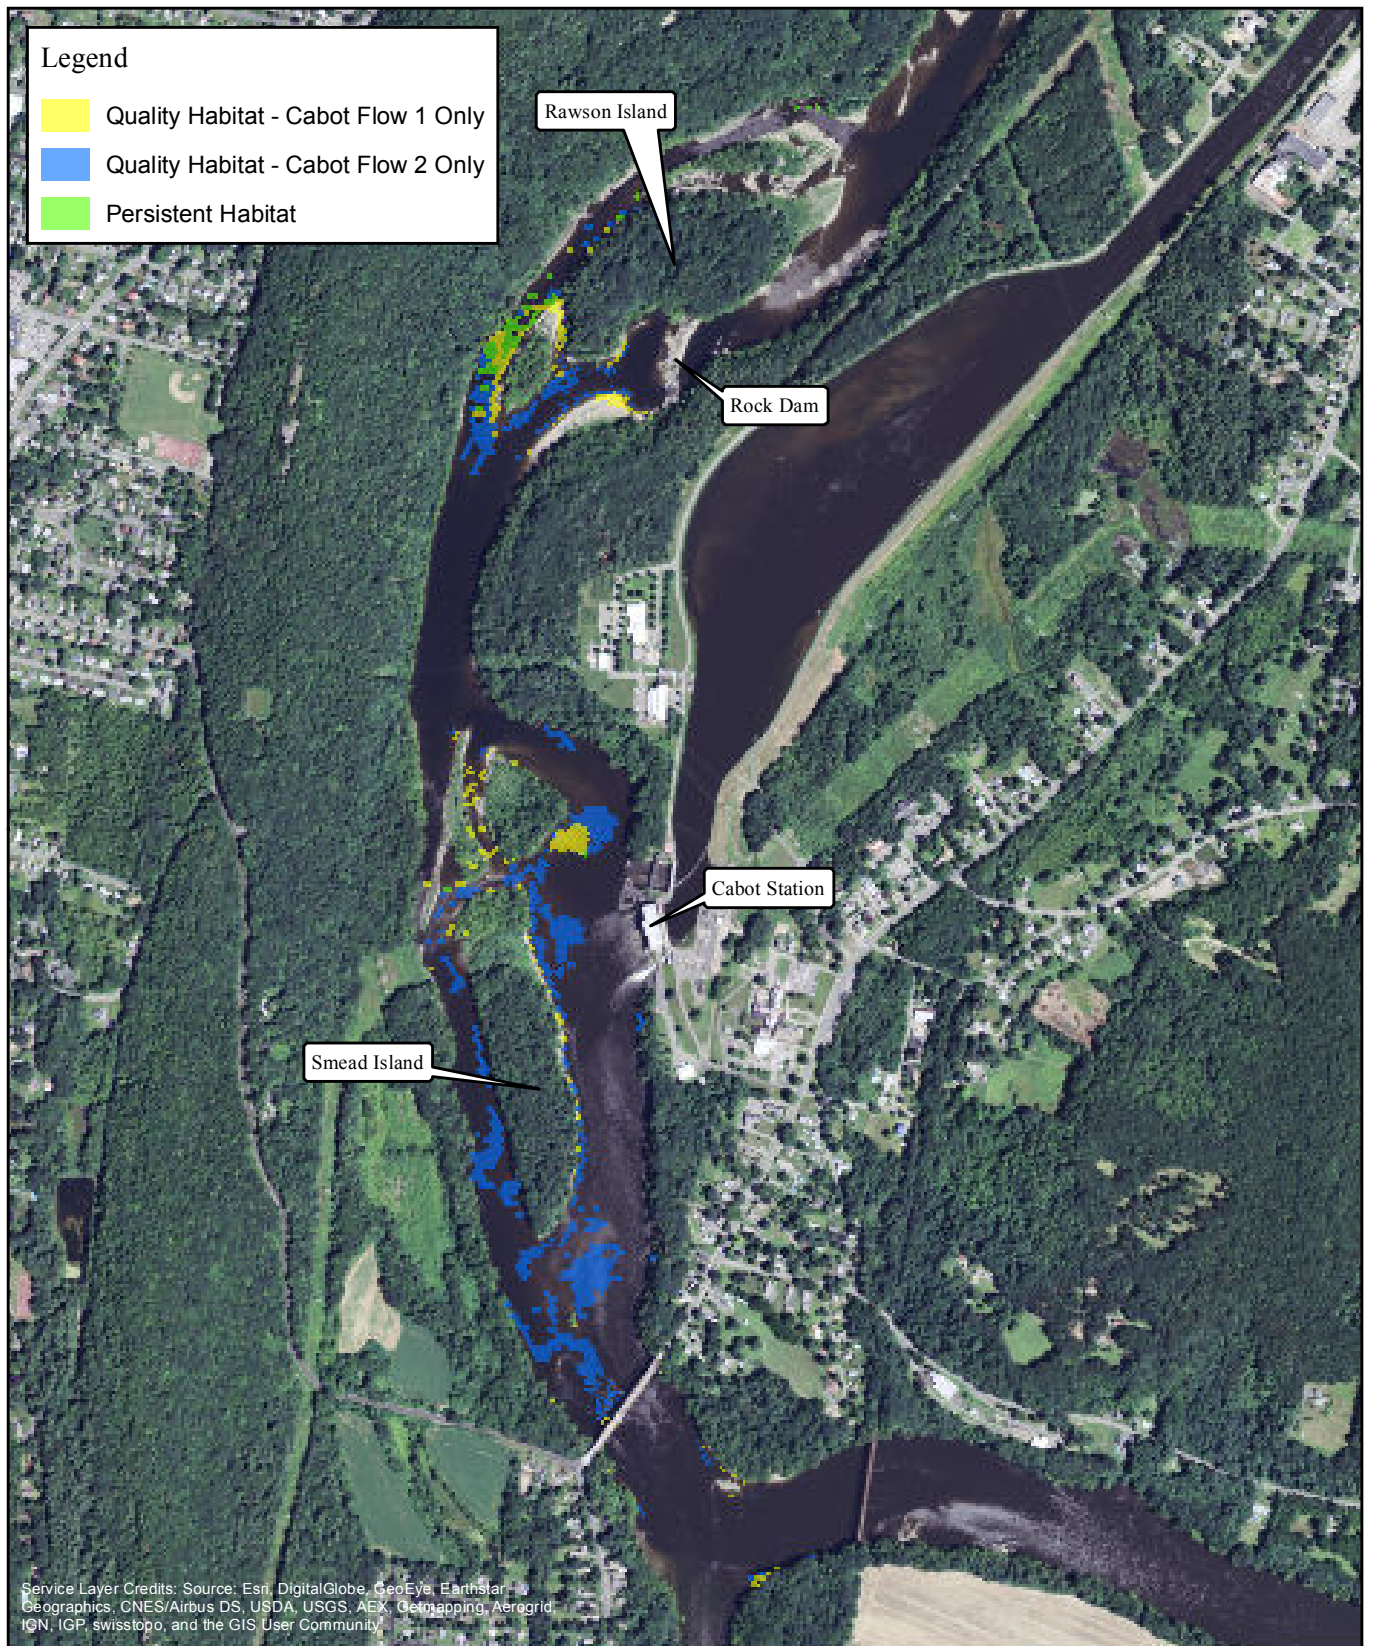 Legend
Quality Habitat - Cabot Flow 1 Only
Quality Habitat - Cabot Flow 2 Only
Persistent Habitat
Rawson Island
Rock Dam
Cabot Station
Smead Island
Service Layer Credits: Source: Esri, DigitalGlobe, GeoEye, Earthstar
Geographics, CNES/Airbus DS, USDA, USGS, AEX, Getmapping, Aerogrid,
IGN, IGP, swisstopo, and the GIS User Community